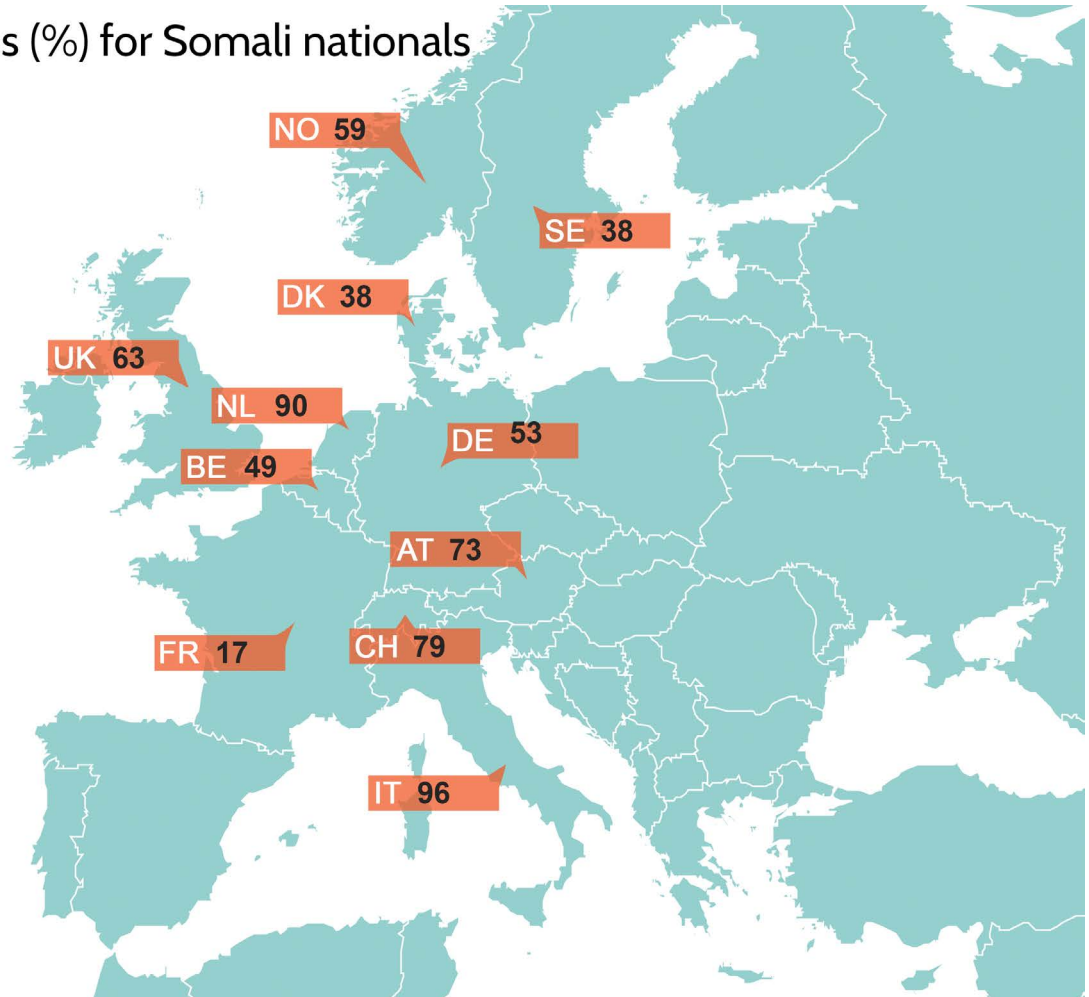 s (%) for Somali nationals
NO 59
SE 38
DK 38
UK 63
NL 90
DE 53
BE 49
AT 73
FR 17
CH 79
IT 96